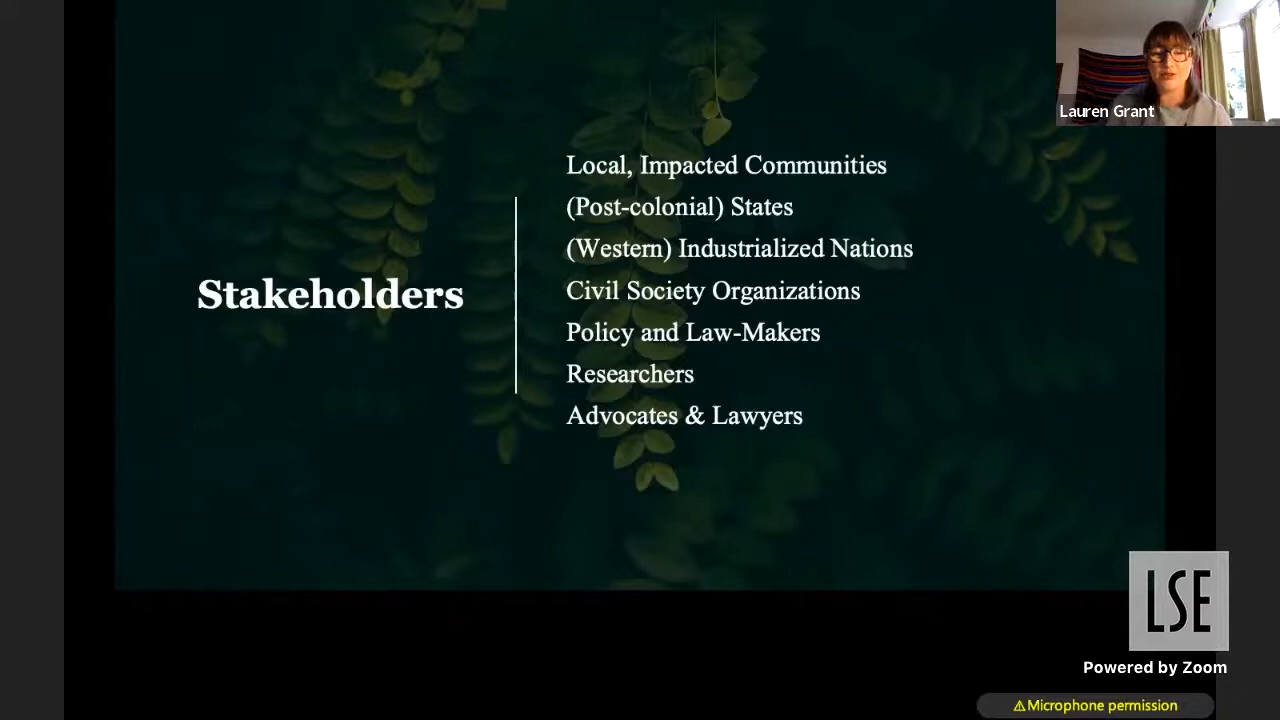 Lauren Grant
Stakeholders
Local, Impacted Communities
(Post-colonial) States
(Western) Industrialized Nations
Civil Society Organizations
Policy and Law-Makers
Researchers
Advocates & Lawyers
LSE
Powered by Zoom
⚠Microphone permission